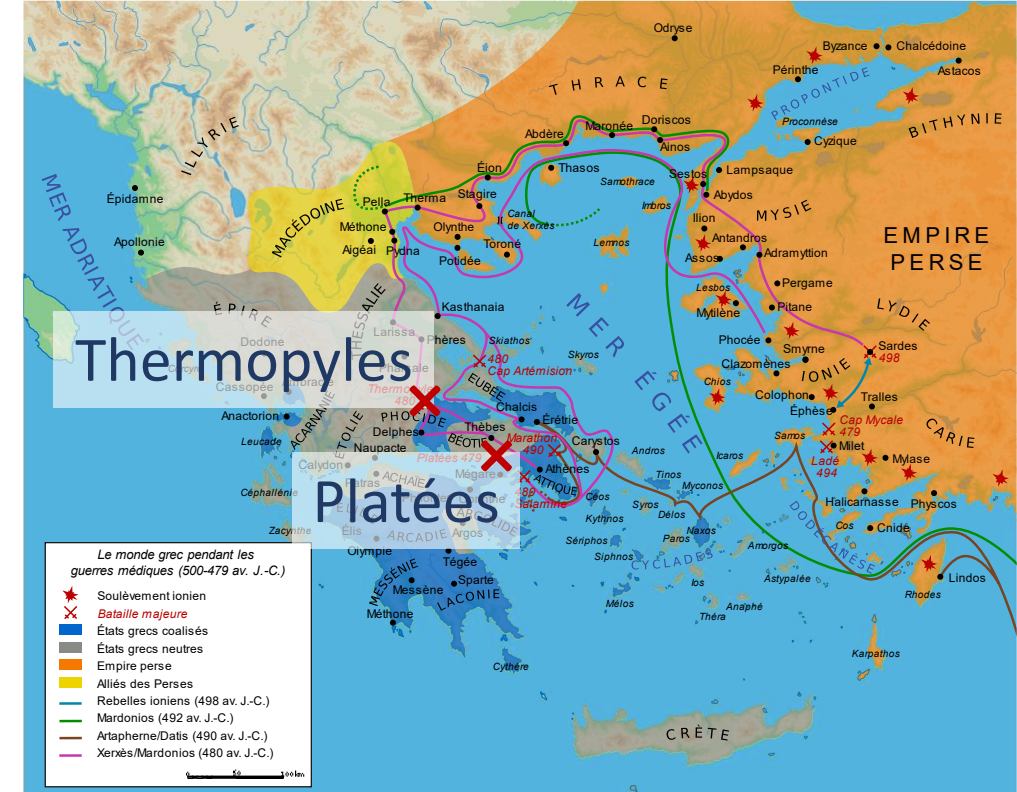 Odryse
Byzance
Chalcédoine
THRACE
Périnthe
Astacos
PROPONTIDE
Proconnèse
BITHYNIE
Cyzique
ILLYRIE
Abdère
Maronée
Doriscos
Ainos
Éion
Thasos
Samothrace
Sestos
Lampsaque
Abydos
Imbros
MER ADRIATIQUE
Épidamne
Apollonie
MACÉDOINE
Pella
Therma
Stagire
Méthone
Aigéai
Pydna
Olynthe
Potidée
Canal
de Xerxès
Toroné
Lemnos
Ilion
MYSIE
Antandros
Assos
Adramyttion
EMPIRE
PERSE
Pergame
Lesbos
Mytilène
Pitane
LYDIE
ÉPIRE
THESSALIE
Kasthanaia
Larissa
Phères
Dodone
Skiathos
Skyros
MER ÉGÉE
Phocée
Smyrne
Sardes
498
Clazomènes
IONIE
Thermopyles
480
Cap Artémision
EUBÉE
Cassopée
480
Chios
Colophon
Tralles
Éphèse
Anactorion
ACARNANIE
ÉTOLIE
PHOCIDE
Chalcis
Érétrie
Leucade
Delphes
Thèbes
BÉOTIE
Marathon
490
Carystos
Samos
Cap Mycale
479
CARIE
Naupacte
Platées 479
Athènes
ATTIQUE
Andros
Icaros
Milet
Ladé
494
Mylase
Calydon
Patras
ACHAÏE
Mégare
Céphallénie
Platées
Salamine
Céos
Tinos
Myconos
Syros
Délos
Kythnos
Halicarnasse
Physcos
Zacynthe
Élis
ARCADIE
Argos
Sériphos
Paros
Naxos
DODÉCANÈSE
Cos
Cnide
Siphnos
CYCLADES
Amorgos
Olympie
Tégée
Ios
Astypalée
Lindos
Rhodes
MESSÉNIE
Messène
Sparte
LACONIE
Méthone
Mélos
Théra
Anaphé
Cythère
Karpathos
CRÈTE
Le monde grec pendant les
guerres médiques (500-479 av. J.-C.)
Soulèvement ionien
Bataille majeure
États grecs coalisés
États grecs neutres
Empire perse
Alliés des Perses
Rebelles ioniens (498 av. J.-C.)
Mardonios (492 av. J.-C.)
Artapherne/Datis (490 av. J.-C.)
Xerxès/Mardonios (480 av. J.-C.)
0 50 100 km